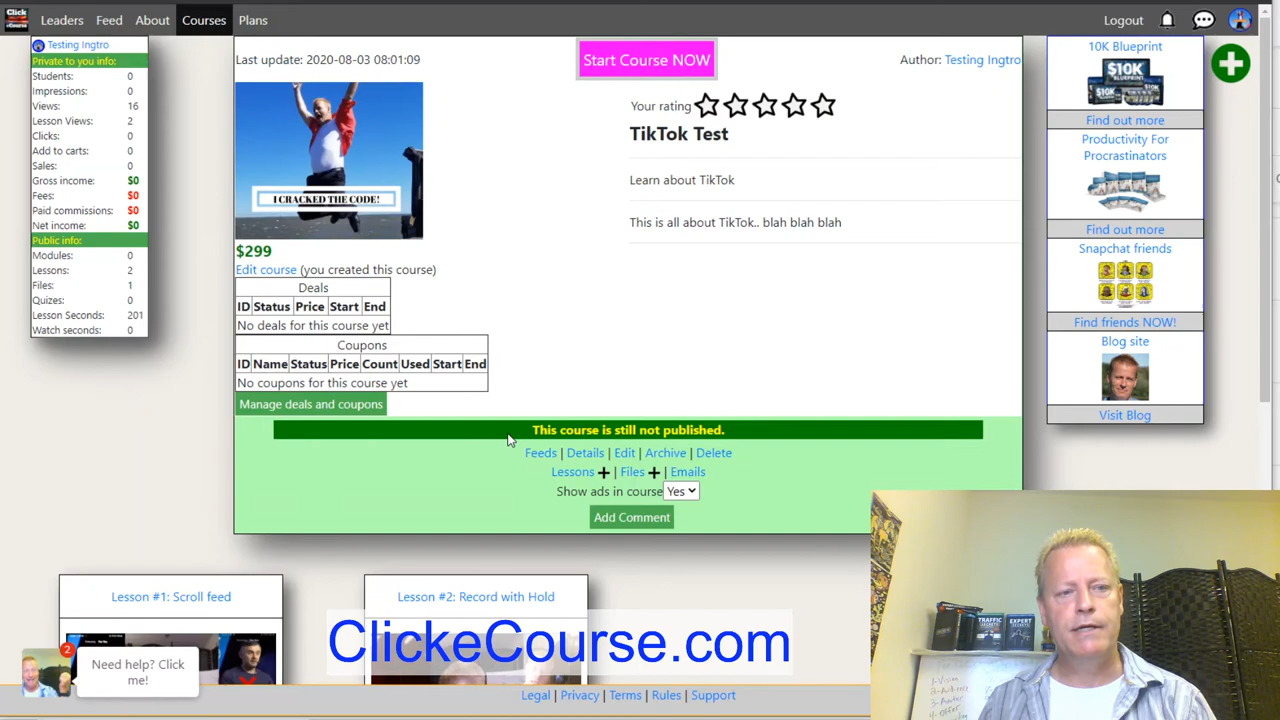 Click
eCourse
Leaders Feed About Courses Plans
Logout
Testing Ingtro
Private to you info:
Students: 0
Impressions: 0
Views: 16
Lesson Views: 2
Clicks: 0
Add to carts: 0
Sales: 0
Gross income: $0
Fees: $0
Paid commissions: $0
Net income: $0
Public info:
Modules: 0
Lessons: 2
Files: 1
Quizes: 0
Lesson Seconds: 201
Watch seconds: 0
Last update: 2020-08-03 08:01:09
Start Course NOW
Author: Testing Ingtro
I CRACKED THE CODE!
Your rating
TikTok Test
Learn about TikTok
This is all about TikTok.. blah blah blah
$299
Edit course (you created this course)
Deals
ID Status Price Start End
No deals for this course yet
Coupons
ID Name Status Price Count Used Start End
No coupons for this course yet
Manage deals and coupons
This course is still not published.
Feeds | Details | Edit | Archive | Delete
Lessons + | Files + | Emails
Show ads in course Yes
Add Comment
10K Blueprint
$10K
Find out more
Productivity For
Procrastinators
Find out more
Snapchat friends
Find friends NOW!
Blog site
Visit Blog
Lesson #1: Scroll feed
Lesson #2: Record with Hold
ClickeCourse.com
2
Need help? Click
me!
Legal | Privacy | Terms | Rules | Support
TRAFFIC
SECRETS
EXPERT
SECRETS